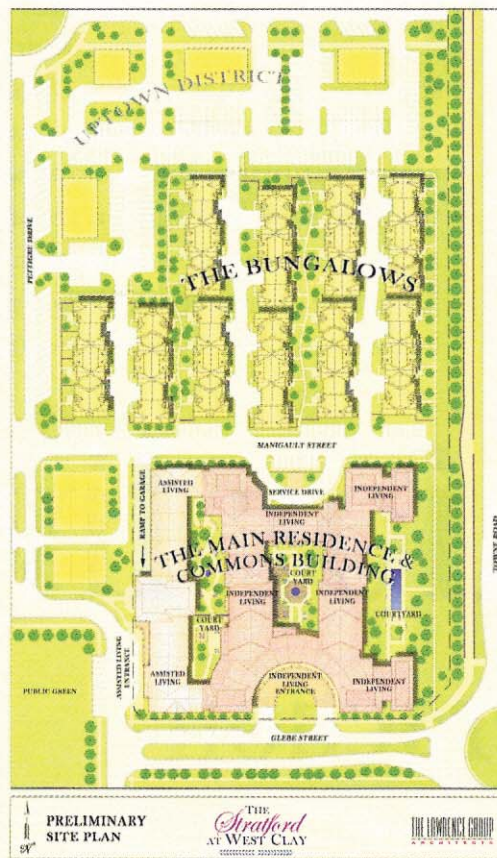 UPTOWN DISTRICT
PETTIGRU DRIVE
THE BUNGALOWS
MANIGAULT STREET
ASSISTED
LIVING
RAMP TO GARAGE
SERVICE DRIVE
INDEPENDENT
LIVING
INDEPENDENT
LIVING
THE MAIN RESIDENCE &
COMMONS BUILDING
COURT
YARD
INDEPENDENT
LIVING
INDEPENDENT
LIVING
COURTYARD
TOWNE ROAD
COURT
YARD
ASSISTED LIVING
ENTRANCE
ASSISTED
LIVING
INDEPENDENT
LIVING
ENTRANCE
INDEPENDENT
LIVING
PUBLIC GREEN
GLEBE STREET
N
PRELIMINARY
SITE PLAN
THE
Stratford
AT WEST CLAY
THE LAWRENCE GROUP
ARCHITECTS